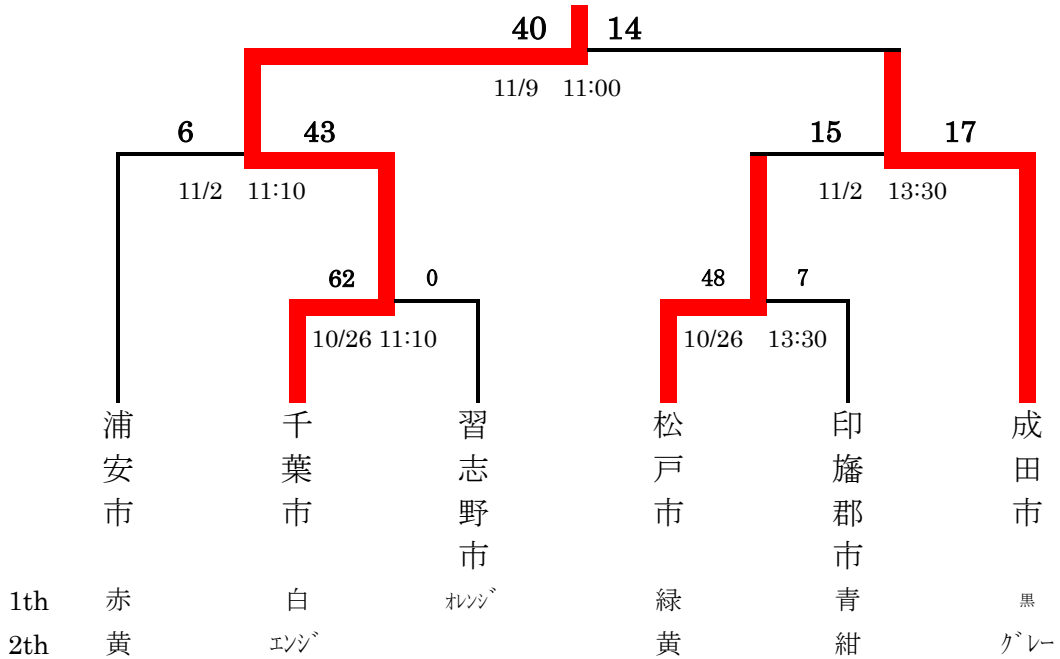 40 14
11/9 11:00
6 43 15 17
11/2 11:10 11/2 13:30
62 0 48 7
10/26 11:10 10/26 13:30
浦安市 千葉市 習志野市 松戸市 印旛郡市 成田市
1th 赤 白 ｵﾚﾝｼﾞ 緑 青 黒
2th 黄 ｴﾝｼﾞ 黄 紺 ｸﾞﾚｰ